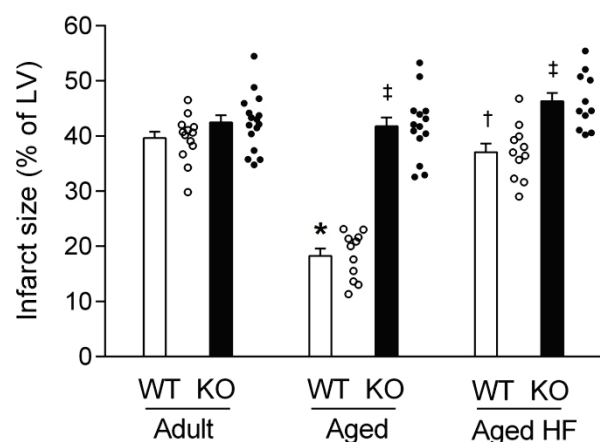 Infarct size (% of LV)
60
50
40
30
20
10
0
*
‡
†
‡
WT KO
WT KO
WT KO
Adult
Aged
Aged HF